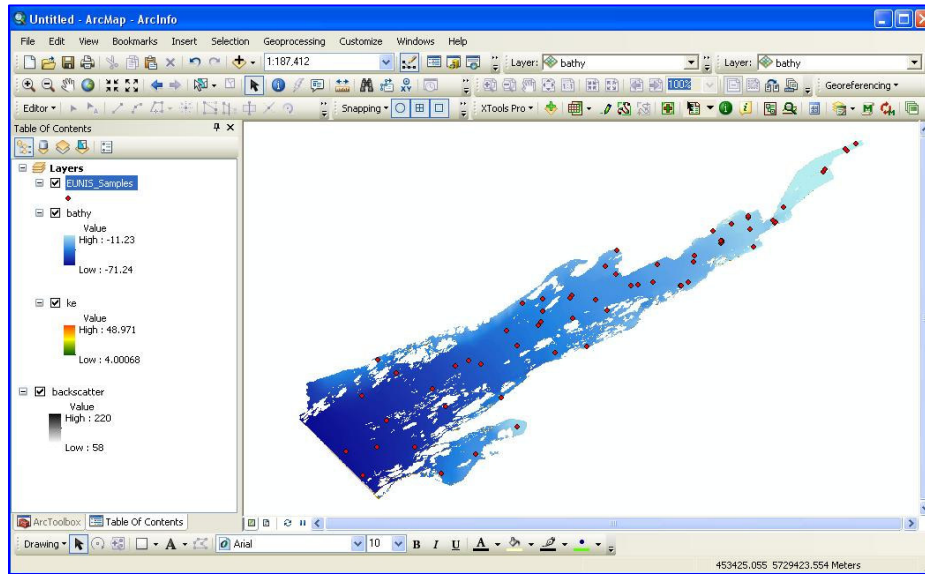 Untitled - ArcMap - ArcInfo
File Edit View Bookmarks Insert Selection Geoprocessing Customize Windows Help
1:187,412 Layer: bathy Layer: bathy
100% Georeferencing
Editor Snapping XTools Pro
Table Of Contents
Layers
EUNIS_Samples
bathy
Value
High : -11.23
Low : -71.24
ke
Value
High : 48.971
Low : 4.00068
backscatter
Value
High : 220
Low : 58
ArcToolbox Table Of Contents
Drawing A Arial 10 B I U A
453425.055 5729423.554 Meters